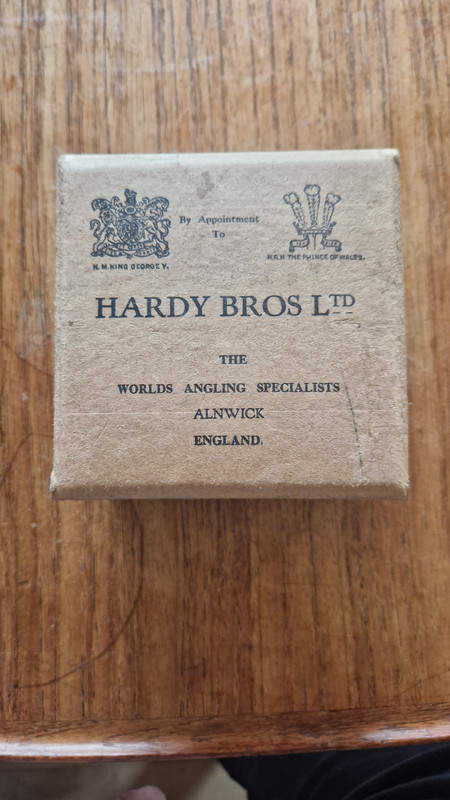 By Appointment
To
H.M. KING GEORGE V.
H.R.H THE PRINCE OF WALES.
HARDY BROS LTD
THE
WORLDS ANGLING SPECIALISTS
ALNWICK
ENGLAND.